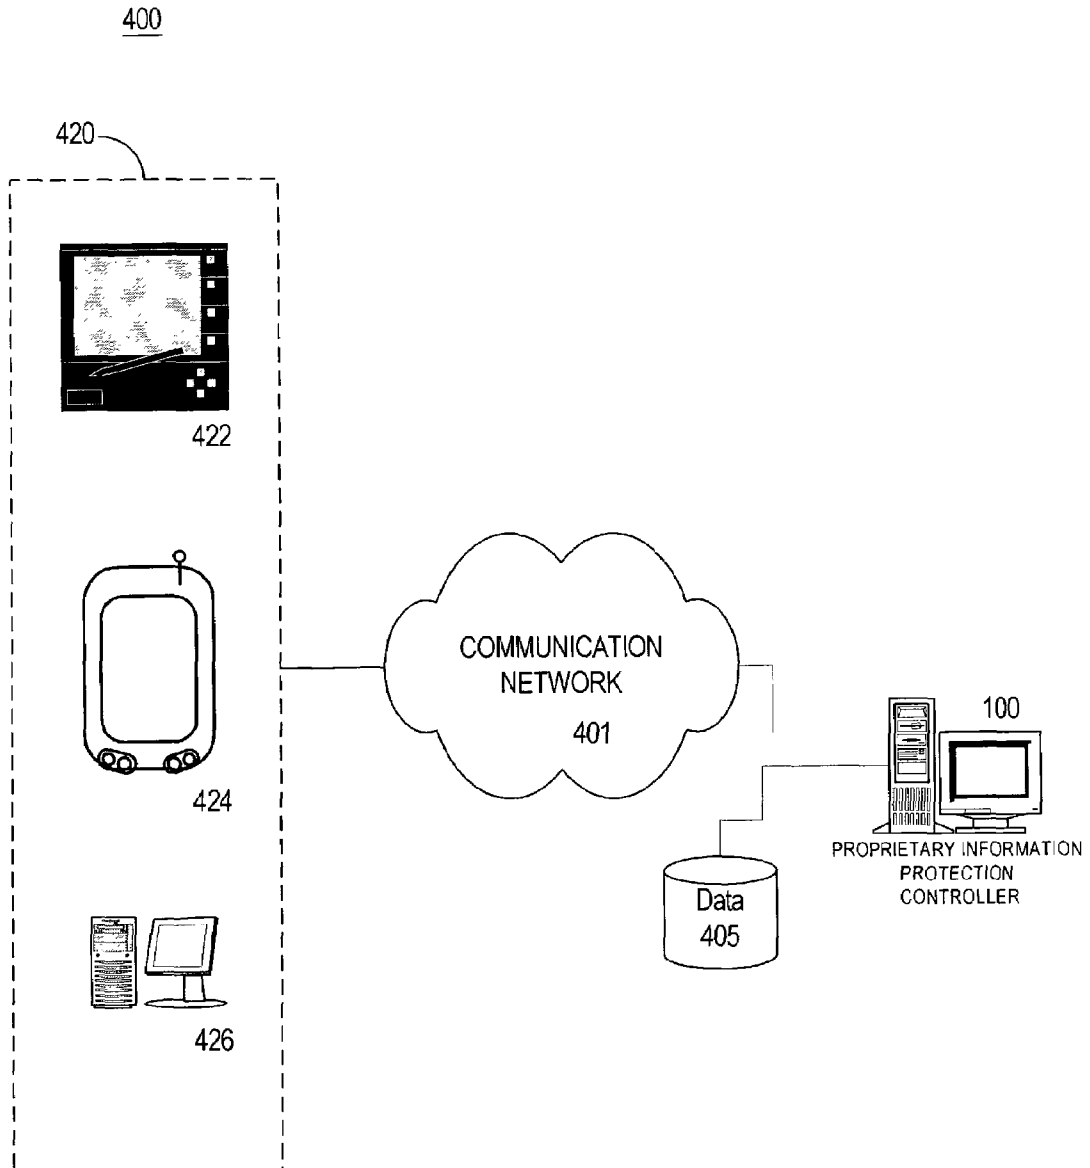 400
420
422
424
426
COMMUNICATION
NETWORK
401
100
PROPRIETARY INFORMATION
PROTECTION
CONTROLLER
Data
405